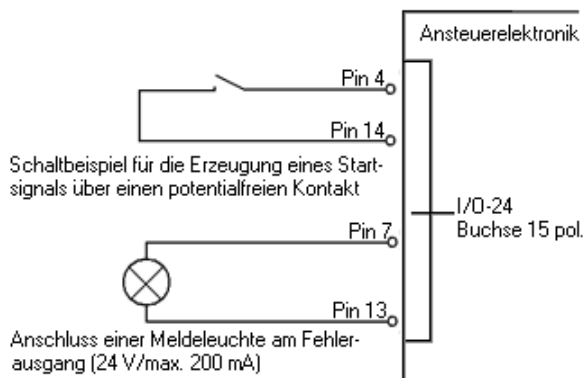 Ansteuerelektronik
Pin 4
Pin 14
Schaltbeispiel für die Erzeugung eines Start-
signals über einen potentialfreien Kontakt
I/O-24
Buchse 15 pol.
Pin 7
Pin 13
Anschluss einer Meldeleuchte am Fehler-
ausgang (24 V/max. 200 mA)